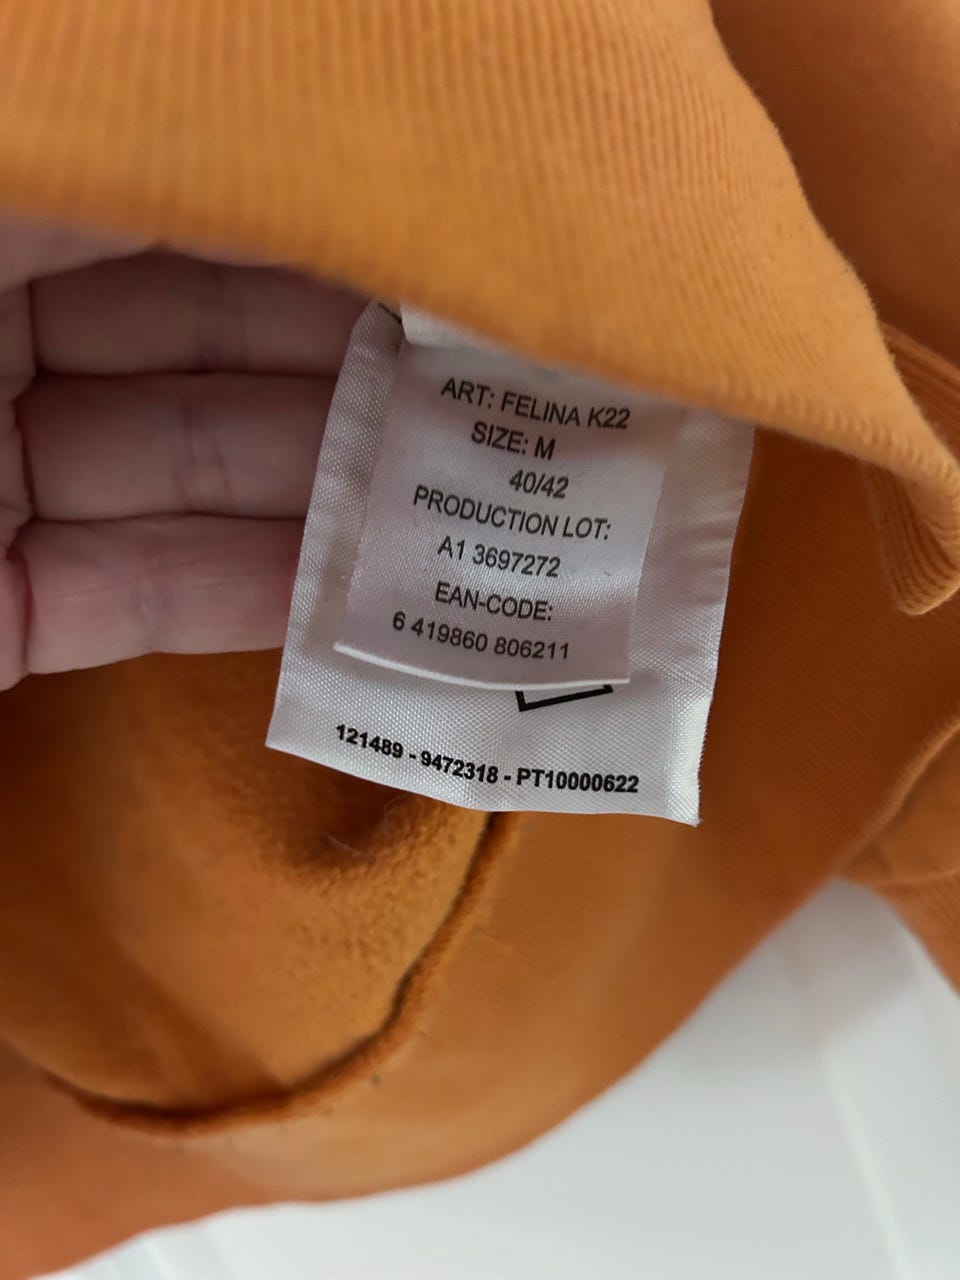 ART: FELINA K22
SIZE: M
40/42
PRODUCTION LOT:
A1 3697272
EAN-CODE:
6 419860 806211
121489 - 9472318 - PT10000622